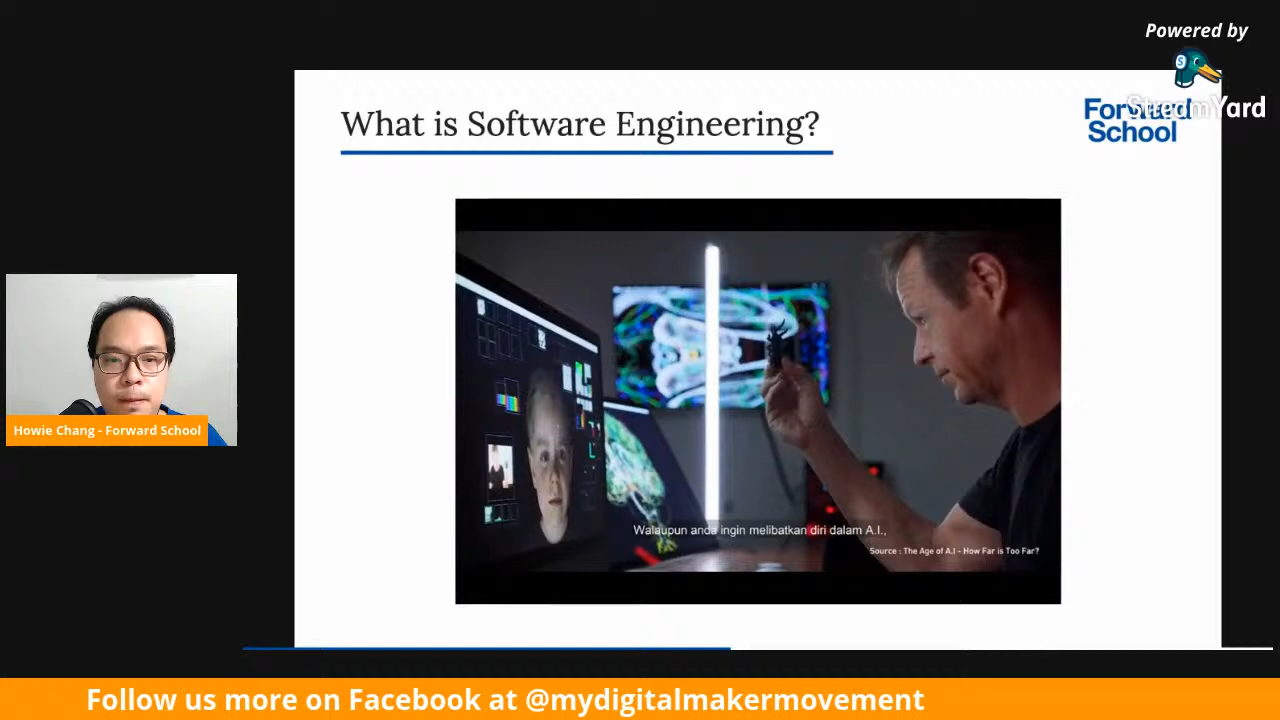 Powered by
StreamYard
What is Software Engineering?
Forward
School
Walaupun anda ingin melibatkan diri dalam A.I.,
Source : The Age of A.I - How Far is Too Far?
Howie Chang - Forward School
Follow us more on Facebook at @mydigitalmakermovement